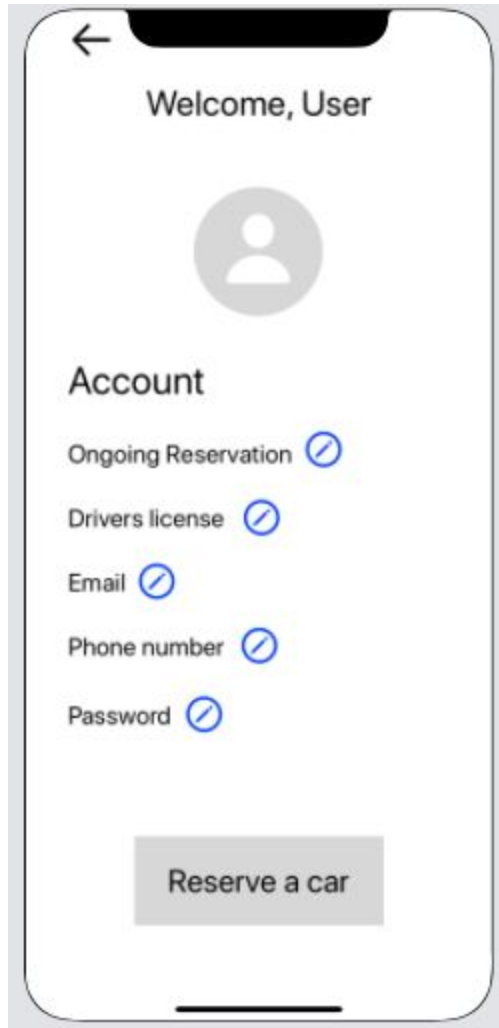 Welcome, User
Account
Ongoing Reservation
Drivers license
Email
Phone number
Password
Reserve a car